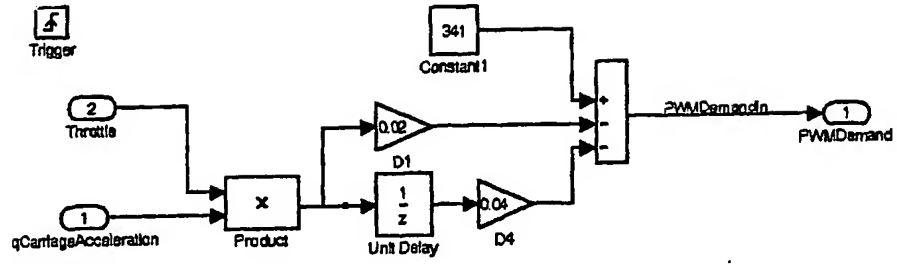 Trigger
341
Constant1
2
Throttle
+
PWMDemandIn
1
PWMDemand
0.02
-
D1
-
1
qCarriageAcceleration
x
Product
1
z
Unit Delay
0.04
D4